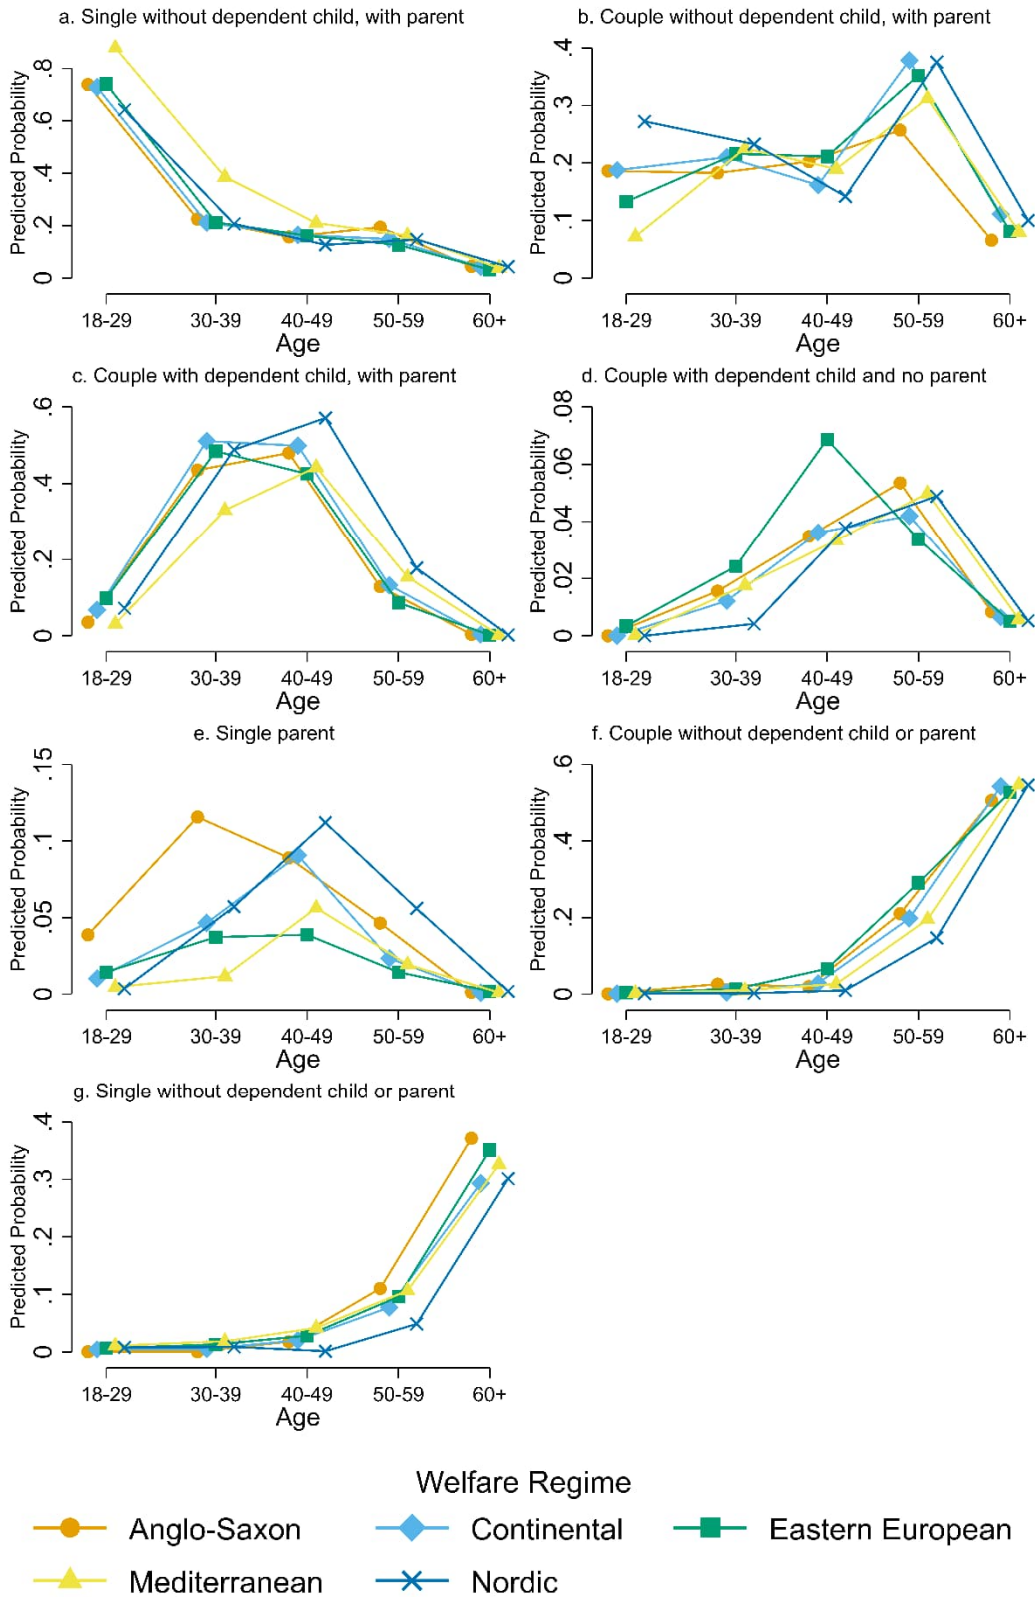 a. Single without dependent child, with parent
Predicted Probability
.8
.6
.4
.2
0
18-29 30-39 40-49 50-59 60+
Age
b. Couple without dependent child, with parent
Predicted Probability
.4
.3
.2
.1
0
18-29 30-39 40-49 50-59 60+
Age
c. Couple with dependent child, with parent
Predicted Probability
.6
.4
.2
0
18-29 30-39 40-49 50-59 60+
Age
d. Couple with dependent child and no parent
Predicted Probability
.08
.06
.04
.02
0
18-29 30-39 40-49 50-59 60+
Age
e. Single parent
Predicted Probability
.15
.1
.05
0
18-29 30-39 40-49 50-59 60+
Age
f. Couple without dependent child or parent
Predicted Probability
.6
.4
.2
0
18-29 30-39 40-49 50-59 60+
Age
g. Single without dependent child or parent
Predicted Probability
.4
.3
.2
.1
0
18-29 30-39 40-49 50-59 60+
Age
Welfare Regime
Anglo-Saxon Continental Eastern European
Mediterranean Nordic